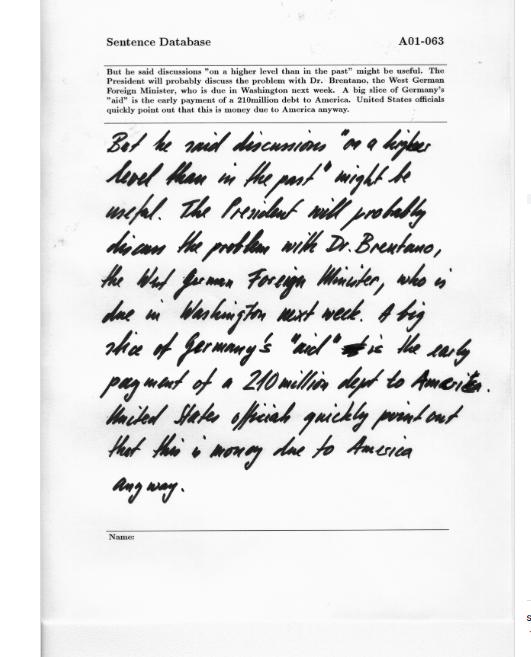 Sentence Database A01-063
But he said discussions "on a higher level than in the past" might be useful. The
President will probably discuss the problem with Dr. Brentano, the West German
Foreign Minister, who is due in Washington next week. A big slice of Germany's
"aid" is the early payment of a 210million debt to America. United States officials
quickly point out that this is money due to America anyway.
But he said discussions "on a higher
level than in the past" might be
useful. The President will probably
discuss the problem with Dr. Brentano,
the West German Foreign Minister, who is
due in Washington next week. A big
slice of Germany's "aid" is the early
payment of a 210million dept to America.
United States officials quickly point out
that this is money due to America
anyway.
Name: